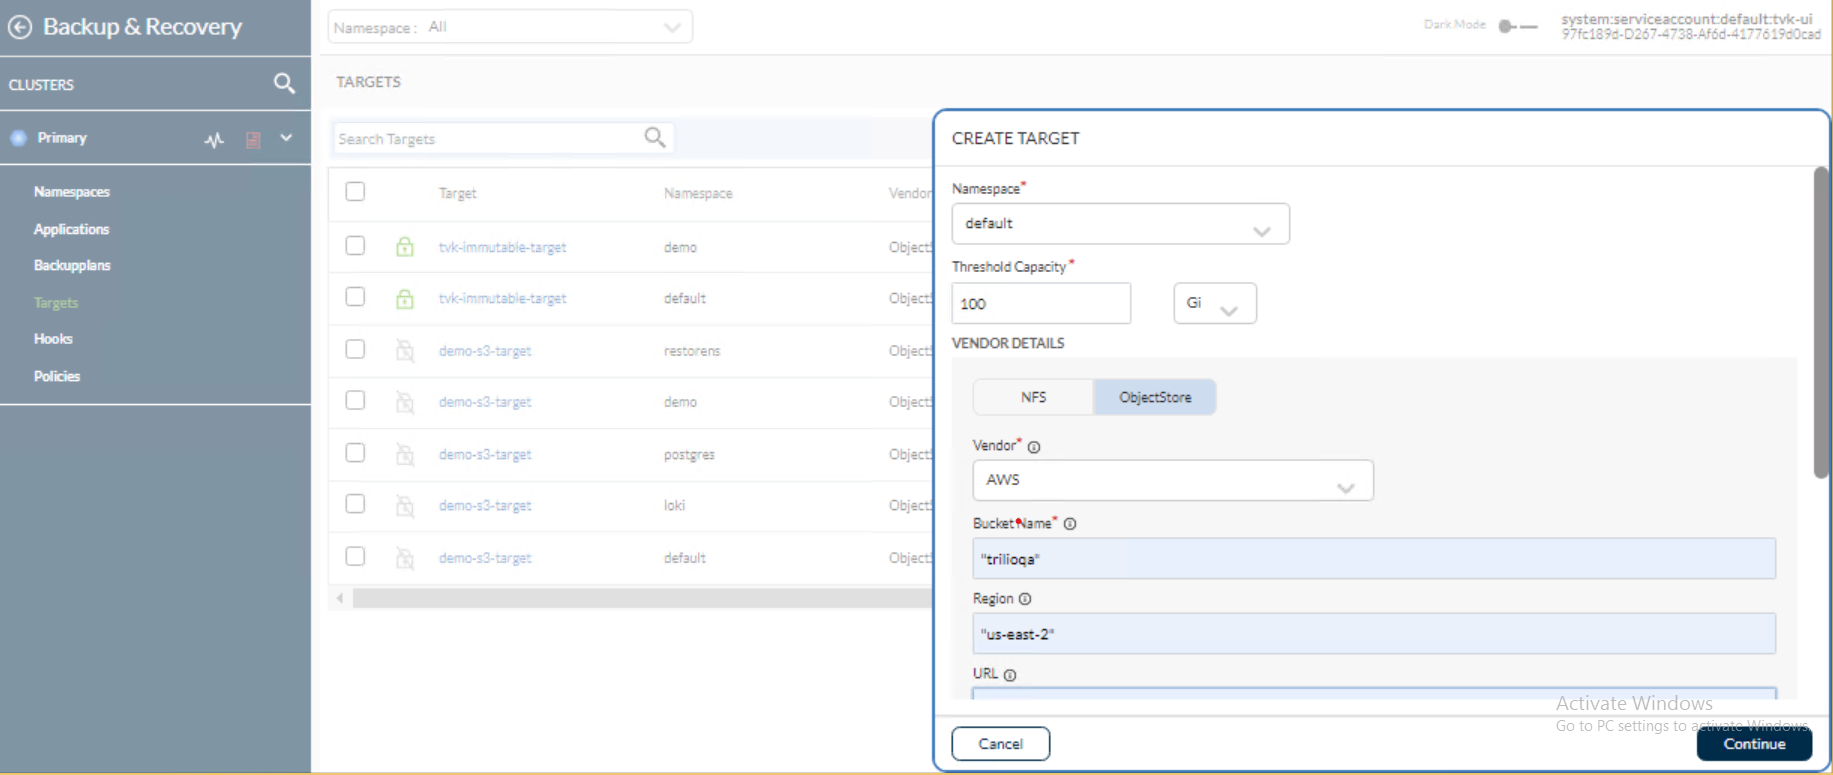 Backup & Recovery
Namespace : All
Dark Mode
system:serviceaccount:default:tvk-ui
97fc189d-D267-4738-Af6d-4177619d0cad
CLUSTERS
TARGETS
Primary
Search Targets
Namespaces
Applications
Backupplans
Targets
Hooks
Policies
Target Namespace Vendor
tvk-immutable-target demo Object
tvk-immutable-target default Object
demo-s3-target restorens Object
demo-s3-target demo Object
demo-s3-target postgres Object
demo-s3-target loki Object
demo-s3-target default Object
CREATE TARGET
Namespace*
default
Threshold Capacity*
100 Gi
VENDOR DETAILS
NFS ObjectStore
Vendor*
AWS
Bucket Name*
"trilioqa"
Region
"us-east-2"
URL
Cancel
Continue
Activate Windows
Go to PC settings to activate Windows.